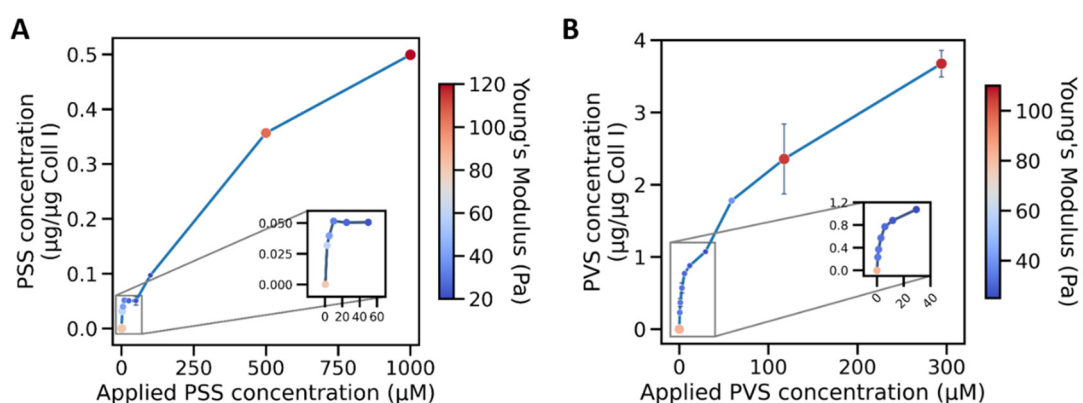 A
PSS concentration
(μg/μg Coll I)
0.5
0.4
0.3
0.2
0.1
0.0
0.050
0.025
0.000
0 20 40 60
0 250 500 750 1000
Applied PSS concentration (μM)
120
100
80
60
40
20
Young's Modulus (Pa)
B
PVS concentration
(μg/μg Coll I)
4
3
2
1
0
1.2
0.8
0.4
0.0
0 20 40
0 100 200 300
Applied PVS concentration (μM)
100
80
60
40
Young's Modulus (Pa)